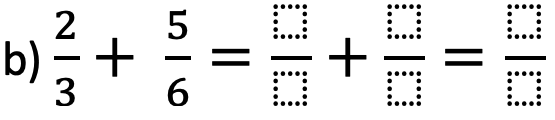 b) 2/3 + 5/6 = □/□ + □/□ = □/□